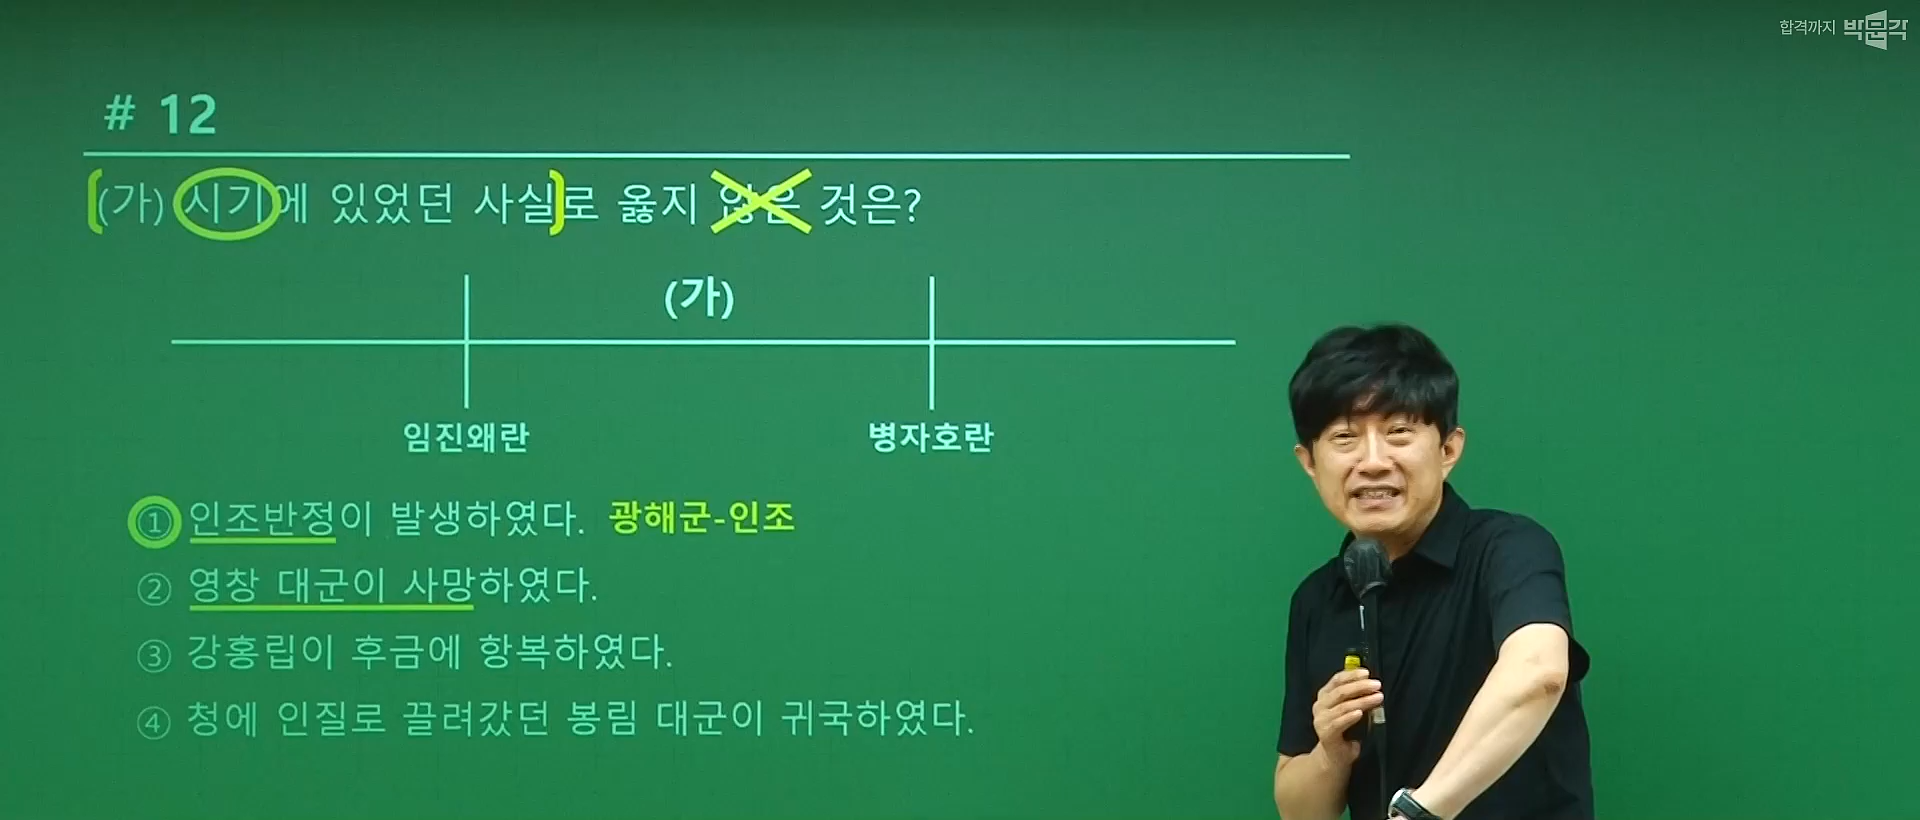 합격까지 박문각
# 12
(가) 시기에 있었던 사실로 옳지 않은 것은?
(가)
임진왜란 병자호란
① 인조반정이 발생하였다. 광해군-인조
② 영창 대군이 사망하였다.
③ 강홍립이 후금에 항복하였다.
④ 청에 인질로 끌려갔던 봉림 대군이 귀국하였다.